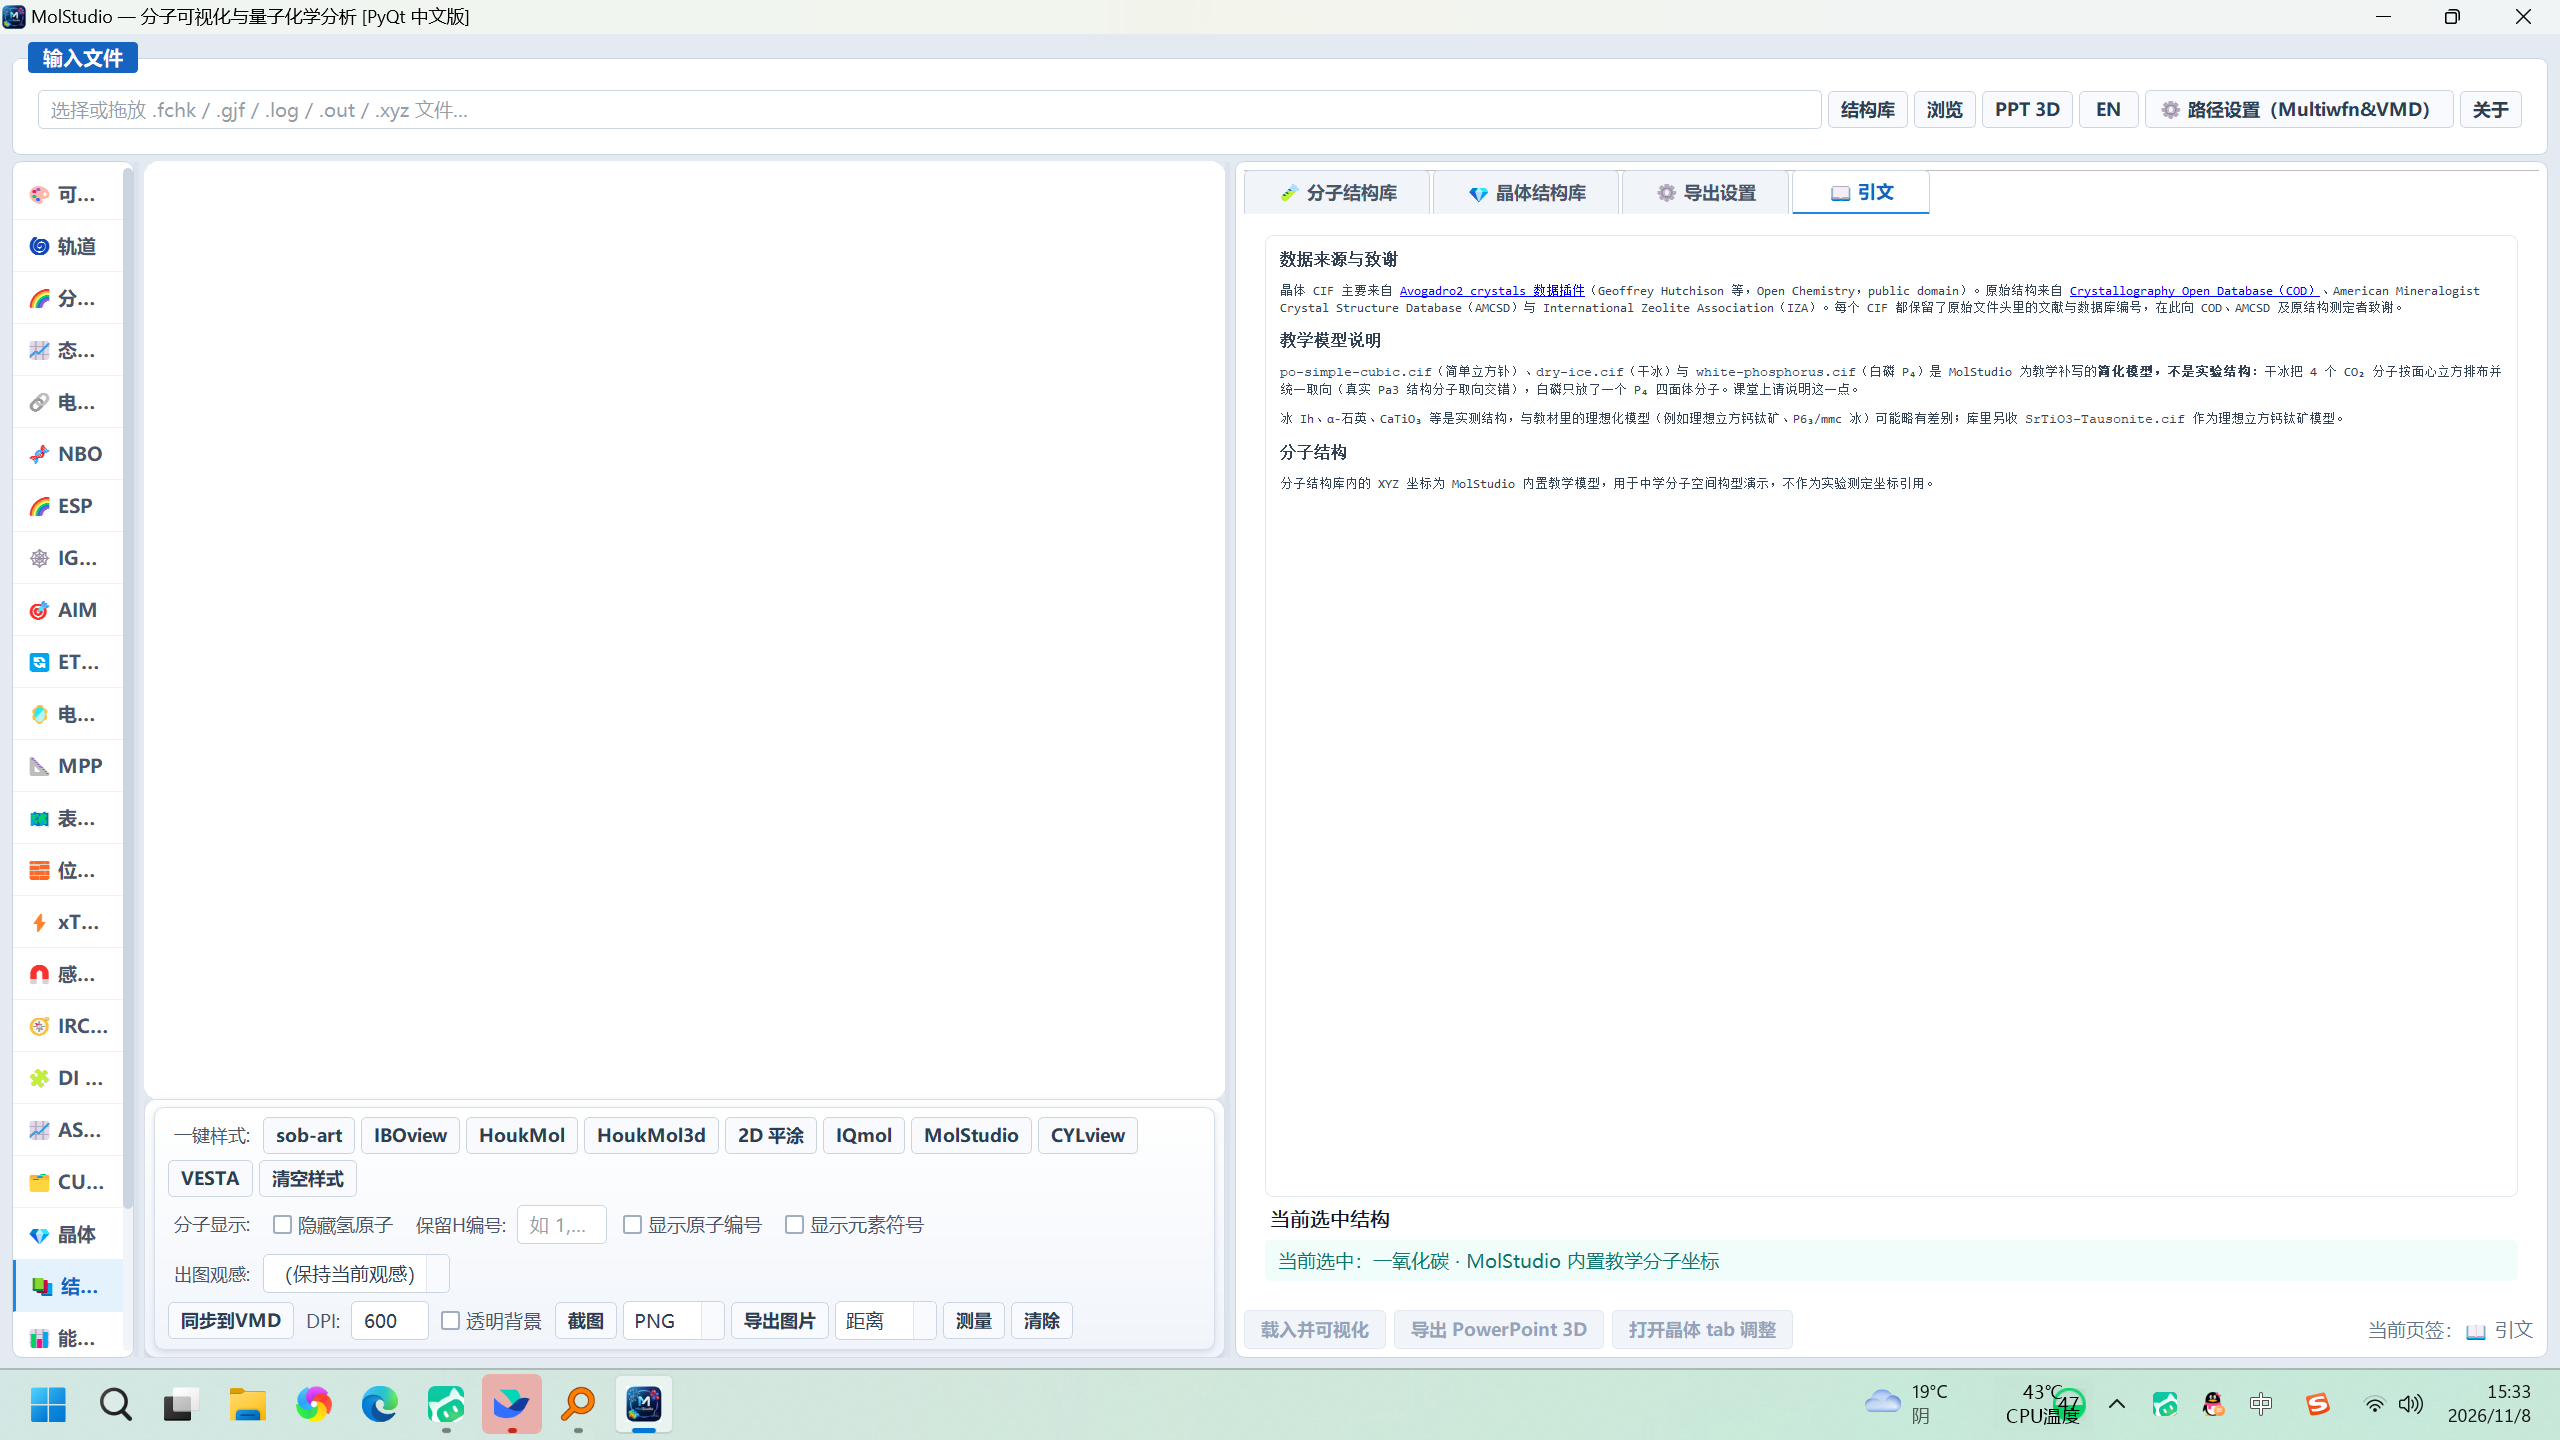 MolStudio — 分子可视化与量子化学分析 [PyQt 中文版]
输入文件
选择或拖放 .fchk / .gjf / .log / .out / .xyz 文件...
结构库
浏览
PPT 3D
EN
路径设置（Multiwfn&VMD）
关于
可...
轨道
分...
态...
电...
NBO
ESP
IG...
AIM
ET...
电...
MPP
表...
位...
xT...
感...
IRC...
DI ...
AS...
CU...
晶体
结...
能...
分子结构库
晶体结构库
导出设置
引文
数据来源与致谢
晶体 CIF 主要来自 Avogadro2 crystals 数据插件（Geoffrey Hutchison 等，Open Chemistry，public domain）。原始结构来自 Crystallography Open Database（COD）、American Mineralogist
Crystal Structure Database（AMCSD）与 International Zeolite Association（IZA）。每个 CIF 都保留了原始文件头里的文献与数据库编号，在此向 COD、AMCSD 及原结构测定者致谢。
教学模型说明
po-simple-cubic.cif（简单立方钋）、dry-ice.cif（干冰）与 white-phosphorus.cif（白磷 P₄）是 MolStudio 为教学补写的简化模型，不是实验结构：干冰把 4 个 CO₂ 分子按面心立方排布并
统一取向（真实 Pa3 结构分子取向交错），白磷只放了一个 P₄ 四面体分子。课堂上请说明这一点。
冰 Ih、α-石英、CaTiO₃ 等是实测结构，与教材里的理想化模型（例如理想立方钙钛矿、P6₃/mmc 冰）可能略有差别；库里另收 SrTiO3-Tausonite.cif 作为理想立方钙钛矿模型。
分子结构
分子结构库内的 XYZ 坐标为 MolStudio 内置教学模型，用于中学分子空间构型演示，不作为实验测定坐标引用。
当前选中结构
当前选中：一氧化碳 · MolStudio 内置教学分子坐标
载入并可视化
导出 PowerPoint 3D
打开晶体 tab 调整
当前页签：
引文
一键样式:
sob-art
IBOview
HoukMol
HoukMol3d
2D 平涂
IQmol
MolStudio
CYLview
VESTA
清空样式
分子显示:
隐藏氢原子
保留H编号:
如 1,...
显示原子编号
显示元素符号
出图观感:
（保持当前观感）
同步到VMD
DPI:
600
透明背景
截图
PNG
导出图片
距离
测量
清除
19°C
阴
43°C
CPU温度
47
中
15:33
2026/11/8